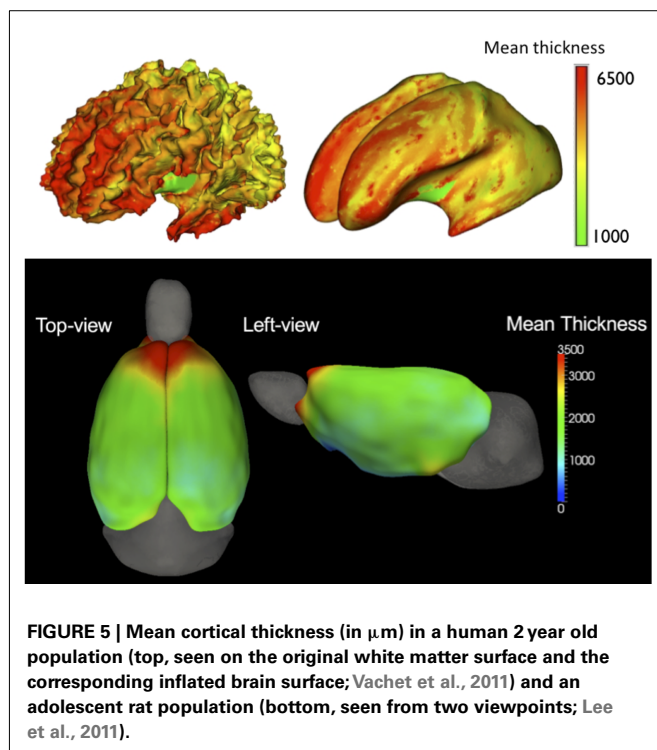 Mean thickness
6500
1000
Top-view
Left-view
Mean Thickness
3500
3000
2000
1000
0
FIGURE 5 | Mean cortical thickness (in μm) in a human 2 year old
population (top, seen on the original white matter surface and the
corresponding inflated brain surface; Vachet et al., 2011) and an
adolescent rat population (bottom, seen from two viewpoints; Lee
et al., 2011).